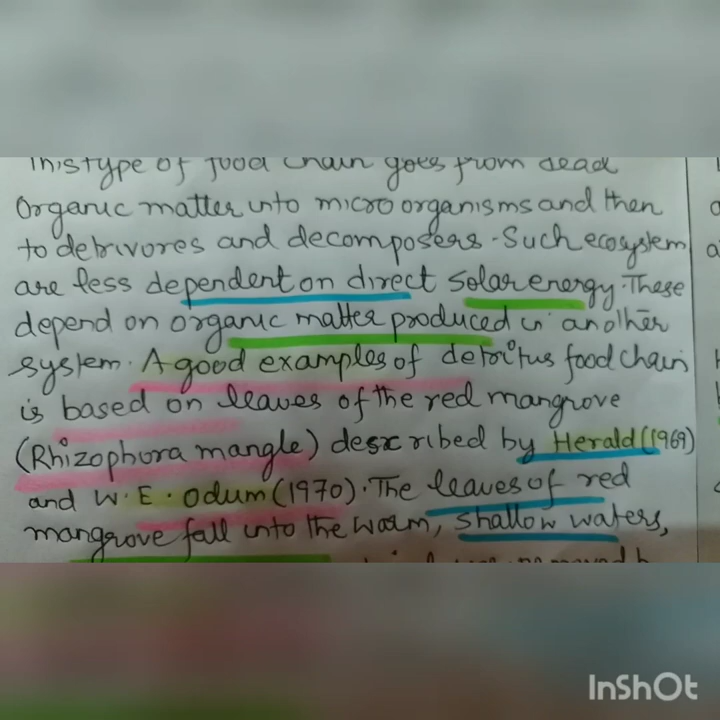 This type of food chain goes from dead
Organic matter into micro organisms and then
to detrivores and decomposers. Such ecosystem
are less dependent on direct solar energy. These
depend on organic matter produced in another
system. A good examples of detritus food chain
is based on leaves of the red mangrove
(Rhizophora mangle) described by Herald (1969)
and W.E. Odum (1970). The leaves of red
mangrove fall into the warm, shallow waters,
InShOt